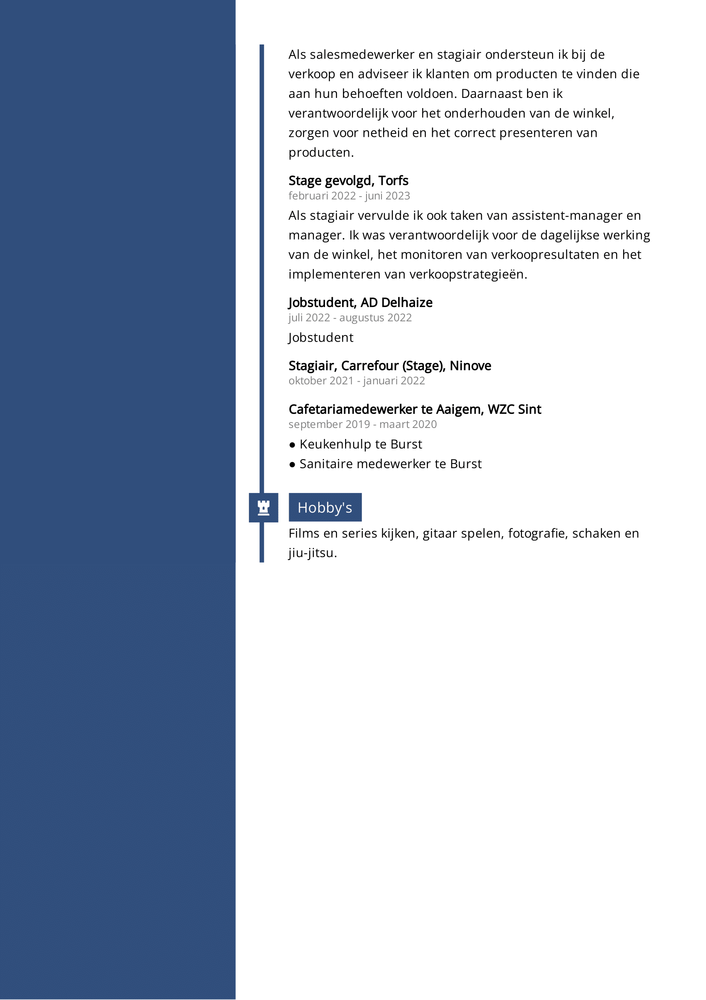 Als salesmedewerker en stagiair ondersteun ik bij de
verkoop en adviseer ik klanten om producten te vinden die
aan hun behoeften voldoen. Daarnaast ben ik
verantwoordelijk voor het onderhouden van de winkel,
zorgen voor netheid en het correct presenteren van
producten.
Stage gevolgd, Torfs
februari 2022 - juni 2023
Als stagiair vervulde ik ook taken van assistent-manager en
manager. Ik was verantwoordelijk voor de dagelijkse werking
van de winkel, het monitoren van verkoopresultaten en het
implementeren van verkoopstrategieën.
Jobstudent, AD Delhaize
juli 2022 - augustus 2022
Jobstudent
Stagiair, Carrefour (Stage), Ninove
oktober 2021 - januari 2022
Cafetariamedewerker te Aaigem, WZC Sint
september 2019 - maart 2020
● Keukenhulp te Burst
● Sanitaire medewerker te Burst
Hobby's
Films en series kijken, gitaar spelen, fotografie, schaken en
jiu-jitsu.